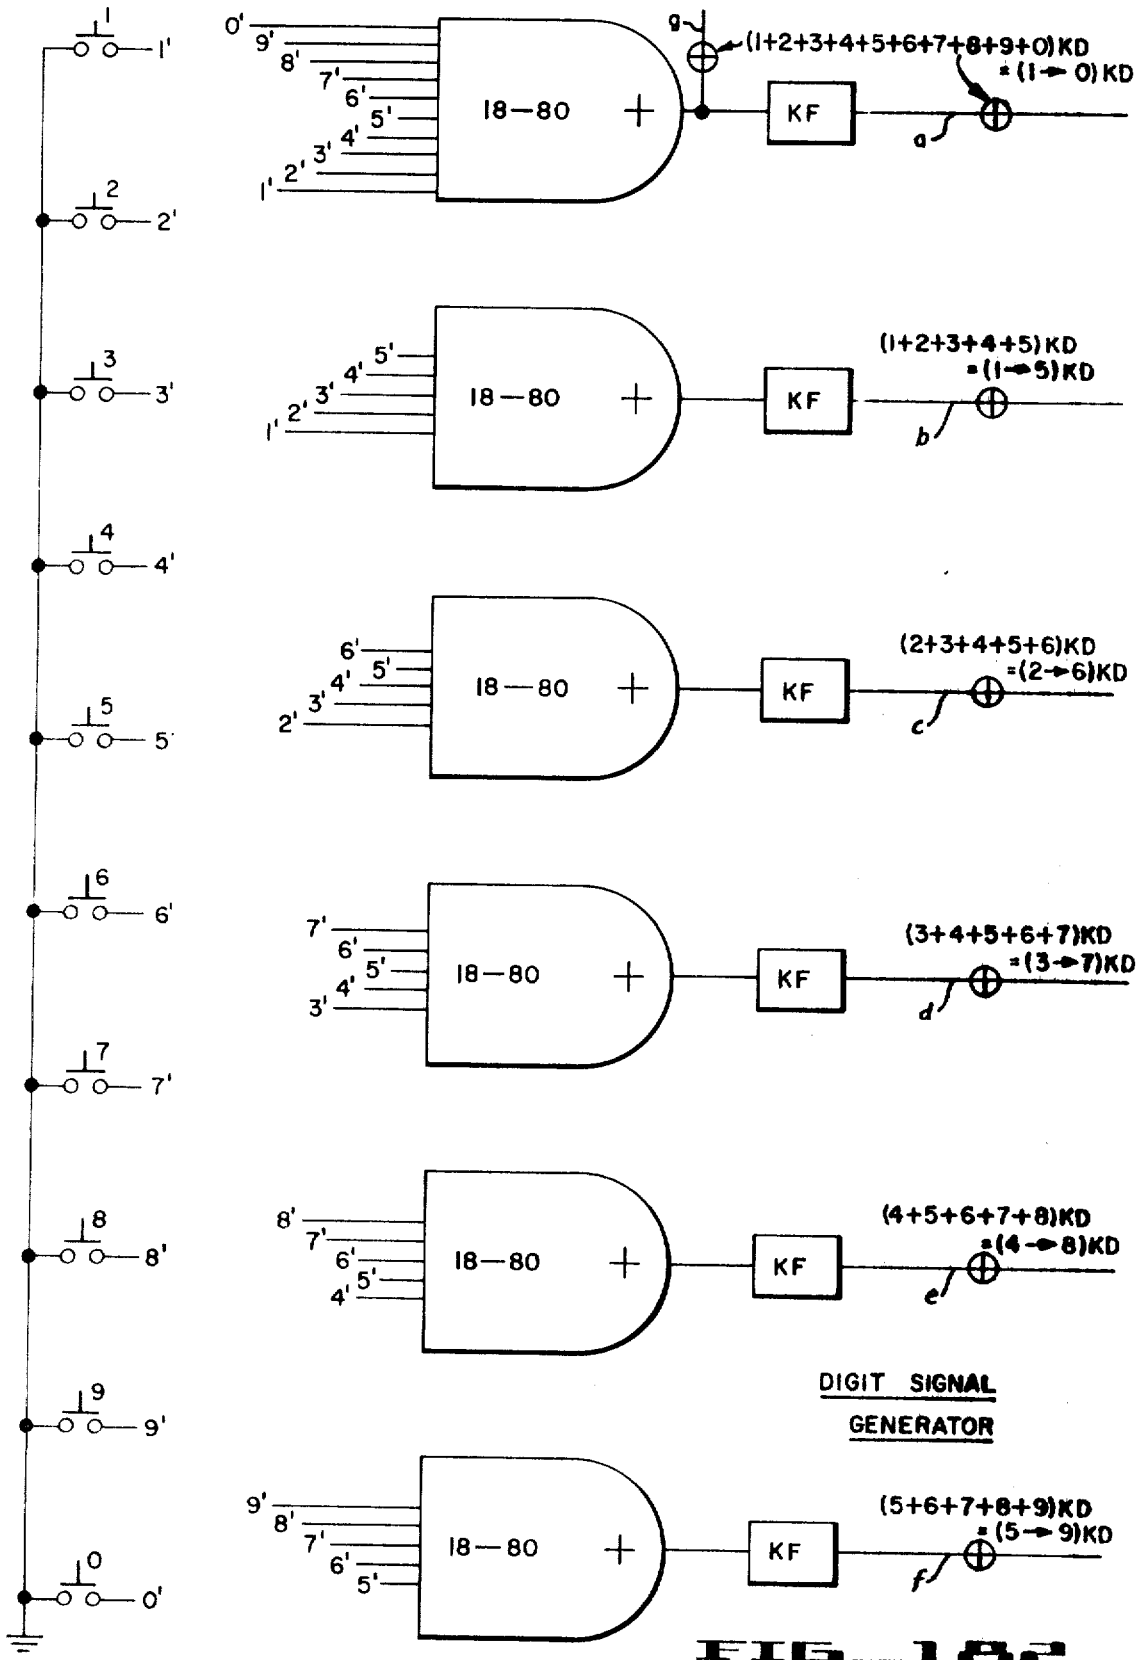 1
1'
2
2'
3
3'
4
4'
5
5'
6
6'
7
7'
8
8'
9
9'
0
0'
0'
9'
8'
7'
6'
5'
4'
3'
2'
1'
18-80
+
g
KF
(1+2+3+4+5+6+7+8+9+0)KD
= (1→0)KD
a
5'
4'
3'
2'
1'
18-80
+
KF
(1+2+3+4+5)KD
=(1→5)KD
b
6'
5'
4'
3'
2'
18-80
+
KF
(2+3+4+5+6)KD
=(2→6)KD
c
7'
6'
5'
4'
3'
18-80
+
KF
(3+4+5+6+7)KD
=(3→7)KD
d
8'
7'
6'
5'
4'
18-80
+
KF
(4+5+6+7+8)KD
=(4→8)KD
e
DIGIT SIGNAL
GENERATOR
9'
8'
7'
6'
5'
18-80
+
KF
(5+6+7+8+9)KD
=(5→9)KD
f